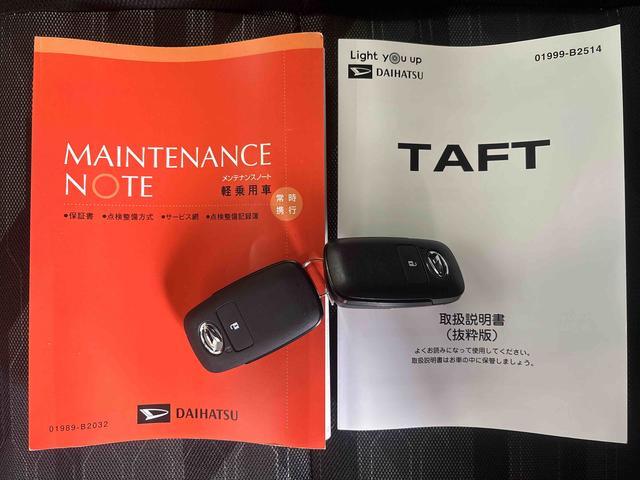 MAINTENANCE
NOTE
メンテナンスノート
軽乗用車
常時
携行
●保証書 ●点検整備方式 ●サービス網 ●点検整備記録簿
DAIHATSU
01989-B2032
Light you up
DAIHATSU
01999-B2514
TAFT
取扱説明書
(抜粋版)
よくお読みになって使用してください。
取扱説明書はお車の中に保管しましょう。